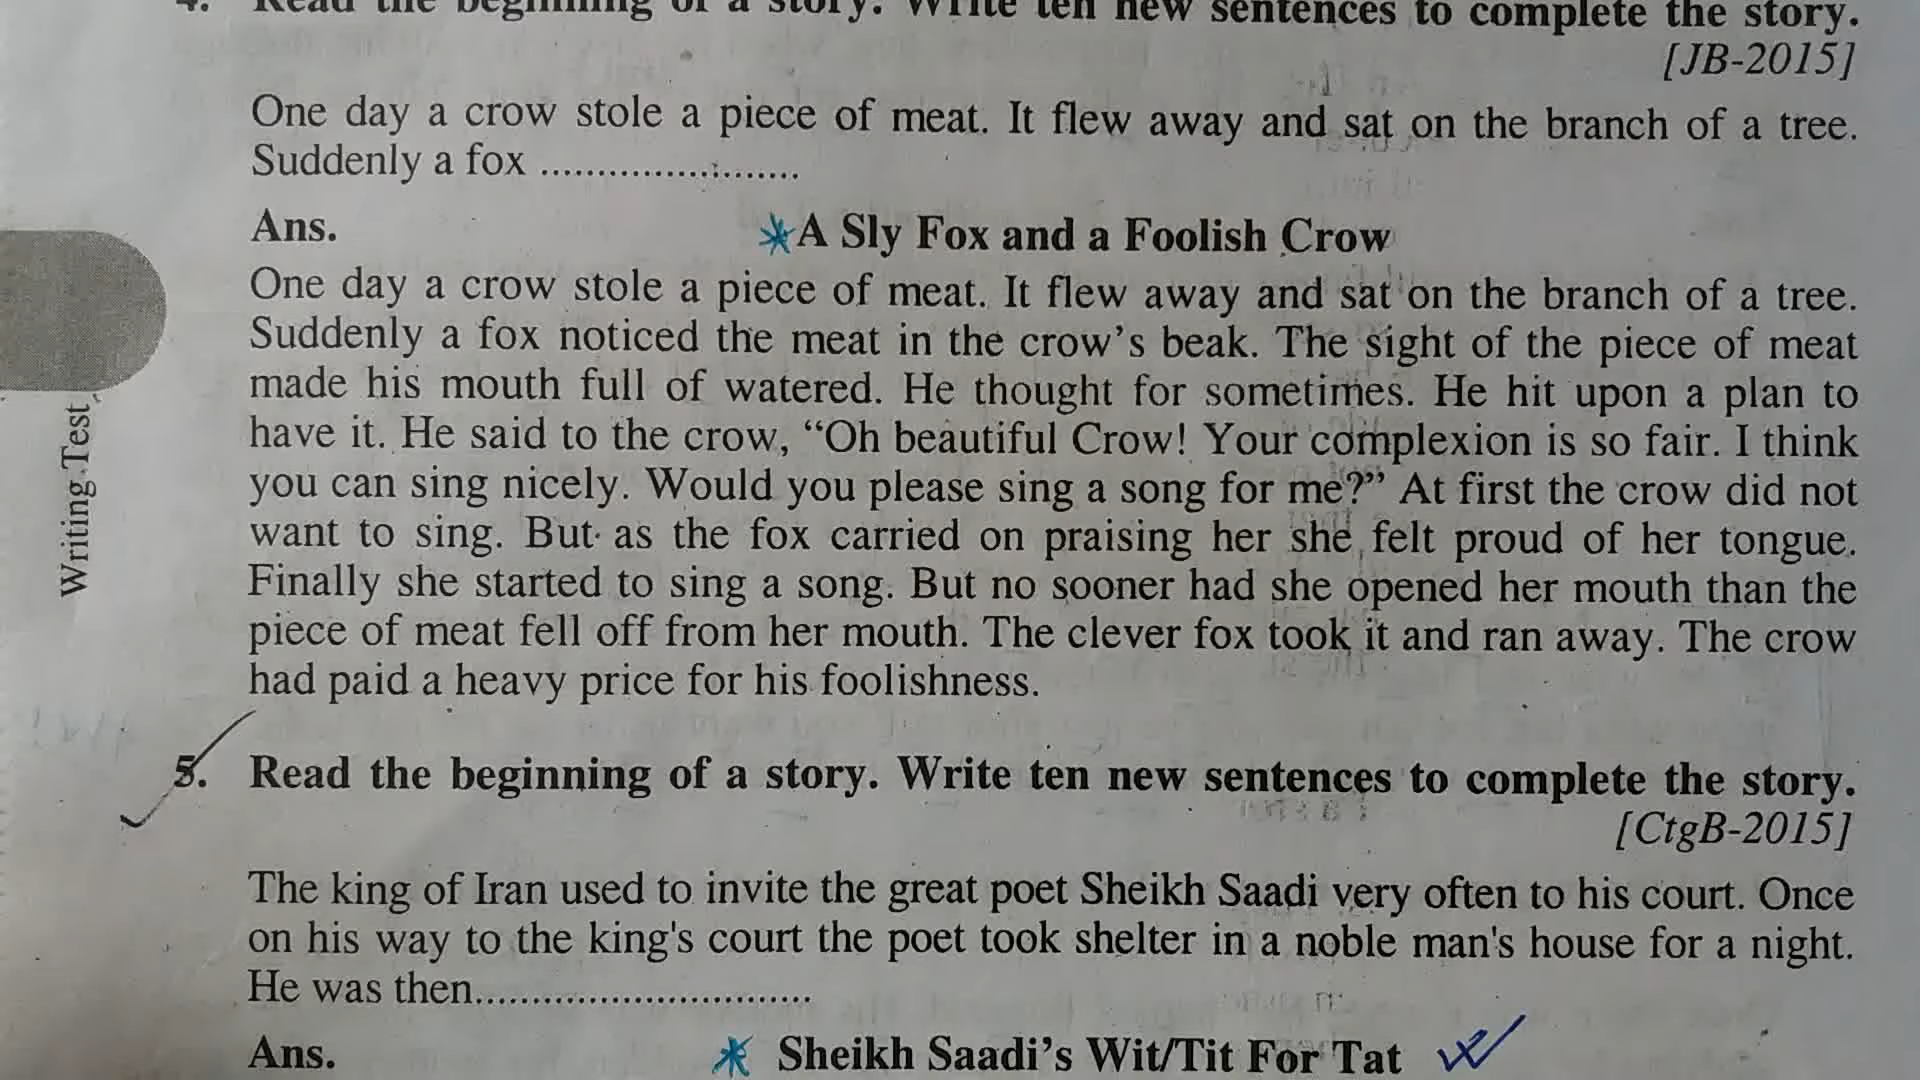 4. Read the beginning of a story. Write ten new sentences to complete the story.
[JB-2015]
One day a crow stole a piece of meat. It flew away and sat on the branch of a tree.
Suddenly a fox ........................
Ans. *A Sly Fox and a Foolish Crow
One day a crow stole a piece of meat. It flew away and sat on the branch of a tree.
Suddenly a fox noticed the meat in the crow's beak. The sight of the piece of meat
made his mouth full of watered. He thought for sometimes. He hit upon a plan to
have it. He said to the crow, “Oh beautiful Crow! Your complexion is so fair. I think
you can sing nicely. Would you please sing a song for me?” At first the crow did not
want to sing. But as the fox carried on praising her she felt proud of her tongue.
Finally she started to sing a song. But no sooner had she opened her mouth than the
piece of meat fell off from her mouth. The clever fox took it and ran away. The crow
had paid a heavy price for his foolishness.
Writing Test
5. Read the beginning of a story. Write ten new sentences to complete the story.
[CtgB-2015]
The king of Iran used to invite the great poet Sheikh Saadi very often to his court. Once
on his way to the king's court the poet took shelter in a noble man's house for a night.
He was then..............................
Ans. * Sheikh Saadi’s Wit/Tit For Tat